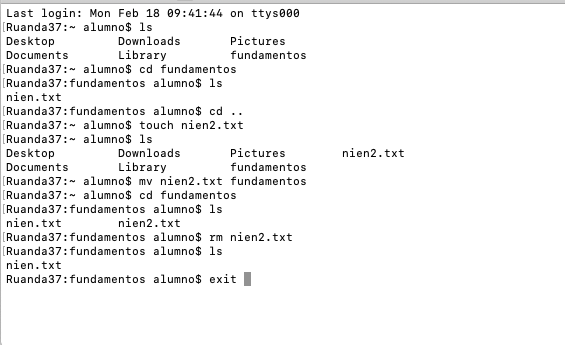 Last login: Mon Feb 18 09:41:44 on ttys000
[Ruanda37:~ alumno$ ls
Desktop Downloads Pictures
Documents Library fundamentos
[Ruanda37:~ alumno$ cd fundamentos
[Ruanda37:fundamentos alumno$ ls
nien.txt
[Ruanda37:fundamentos alumno$ cd ..
[Ruanda37:~ alumno$ touch nien2.txt
[Ruanda37:~ alumno$ ls
Desktop Downloads Pictures nien2.txt
Documents Library fundamentos
[Ruanda37:~ alumno$ mv nien2.txt fundamentos
[Ruanda37:~ alumno$ cd fundamentos
[Ruanda37:fundamentos alumno$ ls
nien.txt nien2.txt
[Ruanda37:fundamentos alumno$ rm nien2.txt
[Ruanda37:fundamentos alumno$ ls
nien.txt
Ruanda37:fundamentos alumno$ exit